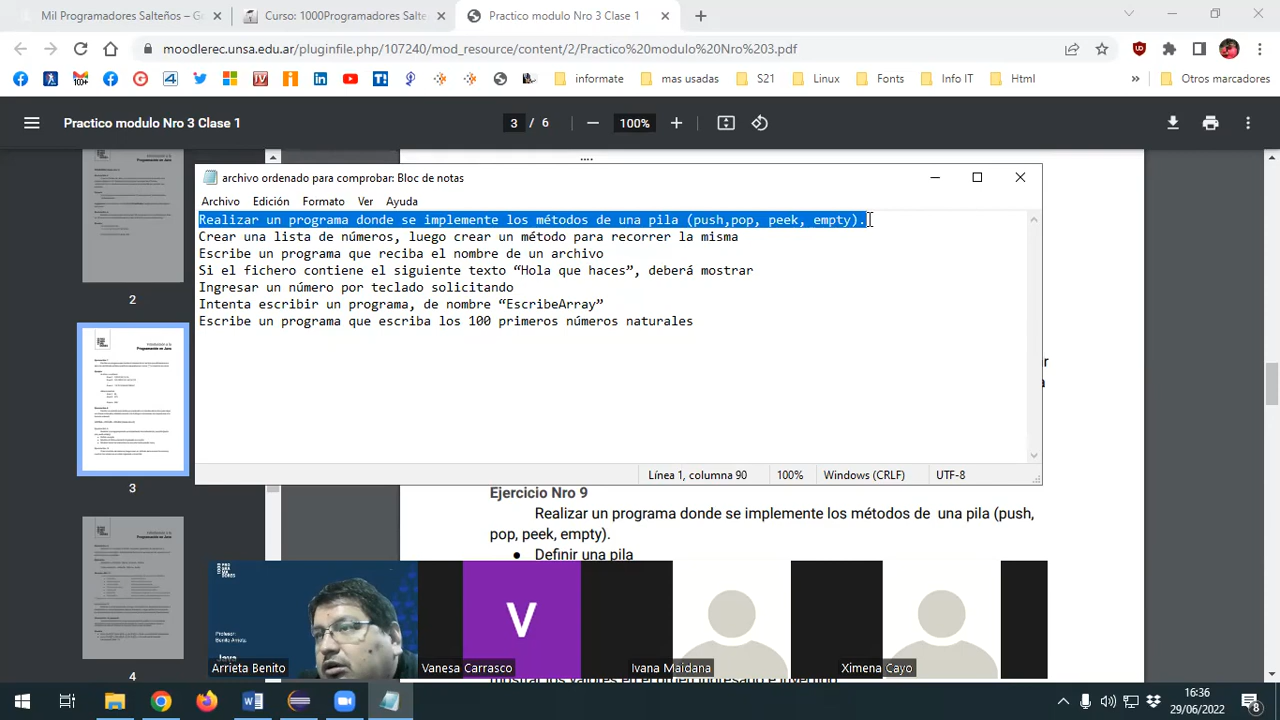 Mil Programadores Salteños – G
Curso: 1000Programadores Salte
Practico modulo Nro 3 Clase 1
moodlerec.unsa.edu.ar/pluginfile.php/107240/mod_resource/content/2/Practico%20modulo%20Nro%203.pdf
informate
mas usadas
S21
Linux
Fonts
Info IT
Html
»
Otros marcadores
Practico modulo Nro 3 Clase 1
3 / 6
100%
2
3
4
....
archivo ordenado para comprobar: Bloc de notas
Archivo Edición Formato Ver Ayuda
Realizar un programa donde se implemente los métodos de una pila (push,pop, peek, empty).
Crear una lista de números, luego crear un método para recorrer la misma
Escribe un programa que reciba el nombre de un archivo
Si el fichero contiene el siguiente texto “Hola que haces”, deberá mostrar
Ingresar un número por teclado solicitando
Intenta escribir un programa, de nombre “EscribeArray”
Escribe un programa que escriba los 100 primeros números naturales
Línea 1, columna 90 100% Windows (CRLF) UTF-8
Ejercicio Nro 9
Realizar un programa donde se implemente los métodos de una pila (push,
pop, peek, empty).
● Definir una pila
Profesor:
Benito Arrieta
Java
V
Arrieta Benito
Vanesa Carrasco
Ivana Maidana
Ximena Cayo
16:36
29/06/2022
8